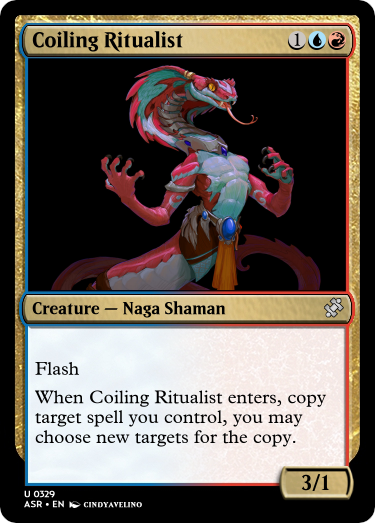 Coiling Ritualist 1
Creature — Naga Shaman
Flash
When Coiling Ritualist enters, copy
target spell you control, you may
choose new targets for the copy.
3/1
U 0329
ASR • EN CINDYAVELINO